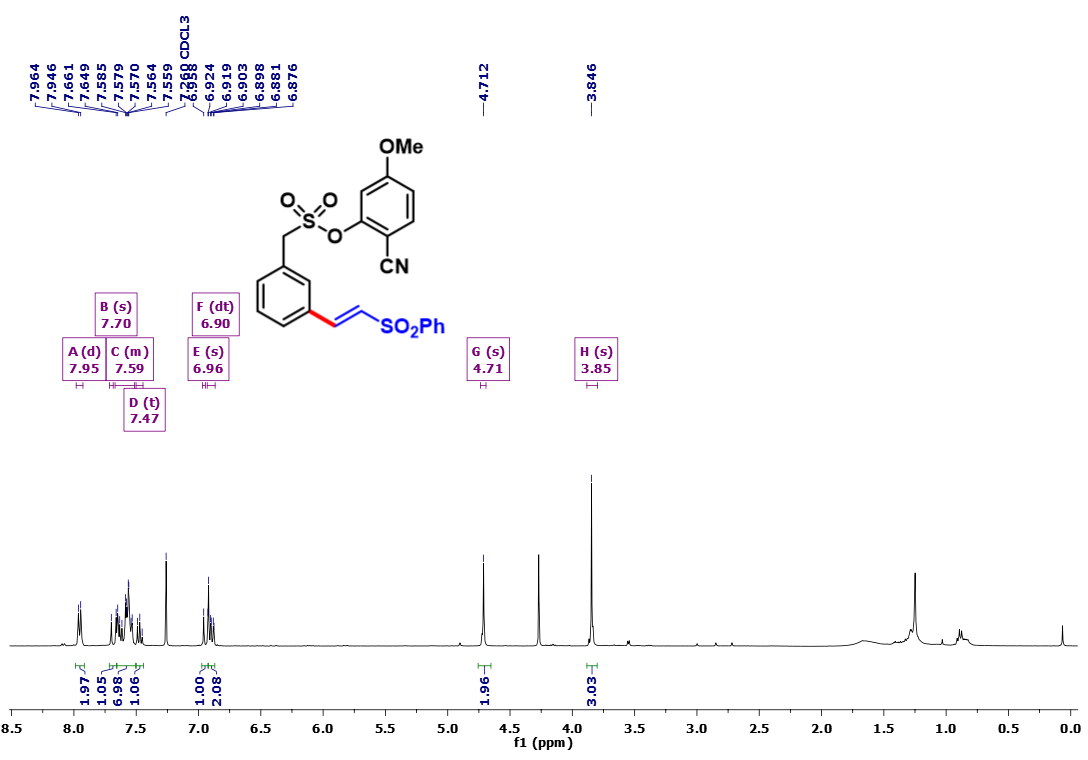 7.964
7.946
7.661
7.649
7.585
7.579
7.570
7.564
7.559
7.260 CDCL3
6.958
6.924
6.919
6.903
6.898
6.881
6.876
4.712
3.846
OMe
O O
S
O
CN
SO2Ph
B (s)
7.70
F (dt)
6.90
A (d)
7.95
C (m)
7.59
E (s)
6.96
G (s)
4.71
H (s)
3.85
D (t)
7.47
1.97
1.05
6.98
1.06
1.00
2.08
1.96
3.03
8.5 8.0 7.5 7.0 6.5 6.0 5.5 5.0 4.5 4.0 3.5 3.0 2.5 2.0 1.5 1.0 0.5 0.0
f1 (ppm)